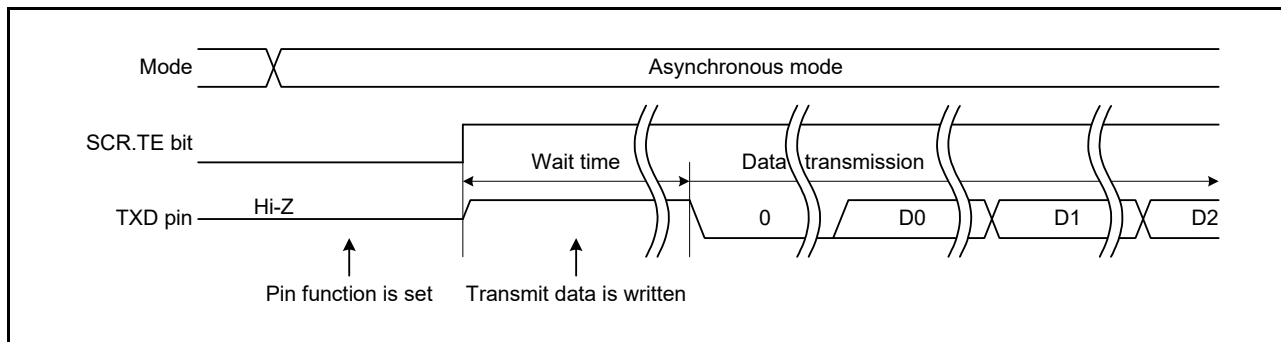 Mode
Asynchronous mode
SCR.TE bit
Wait time
Data transmission
TXD pin
Hi-Z
0
D0
D1
D2
Pin function is set
Transmit data is written